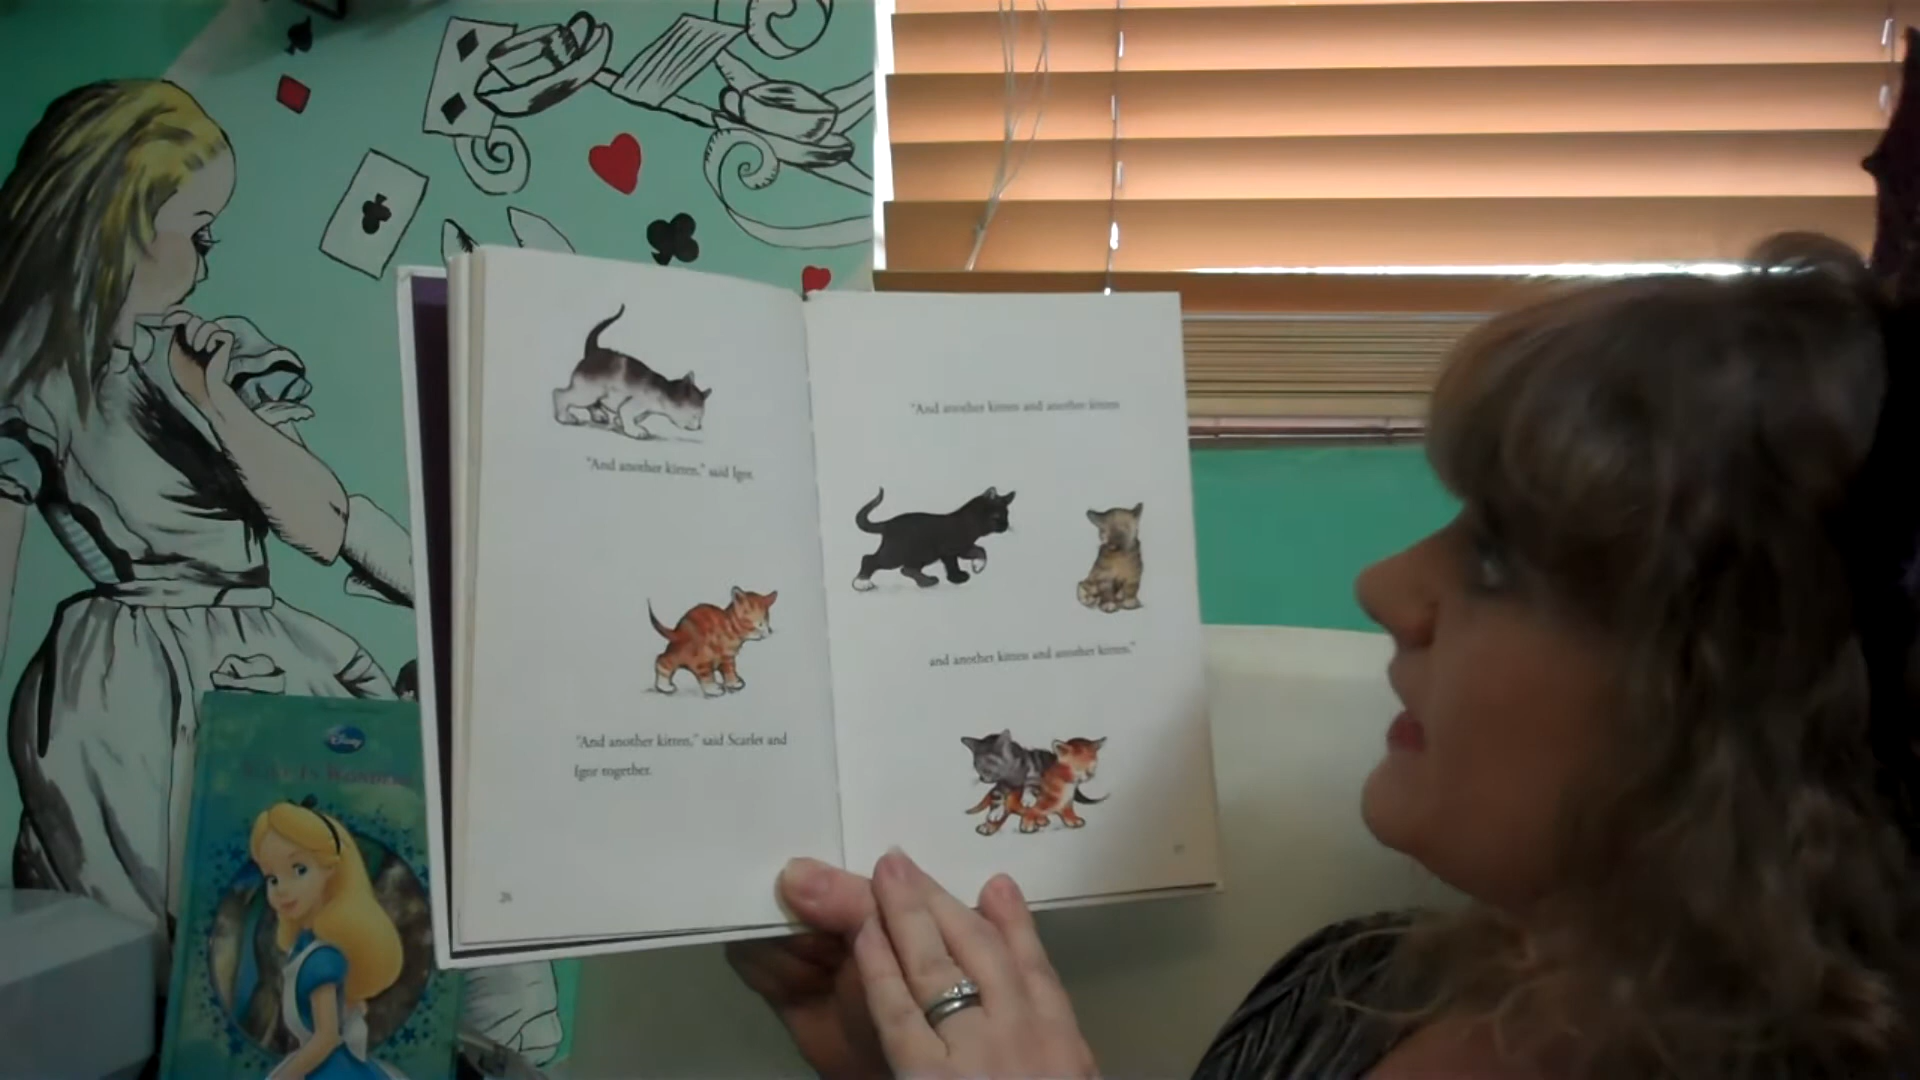 "And another kitten," said Igor.
"And another kitten," said Scarlet and
Igor together.
26
"And another kitten and another kitten
and another kitten and another kitten."
Disney